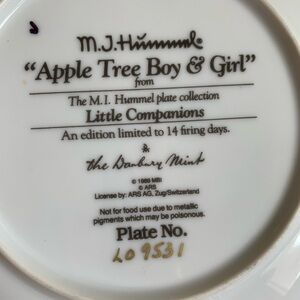 M.J.Hummel®
"Apple Tree Boy & Girl"
from
The M.I. Hummel plate collection
Little Companions
An edition limited to 14 firing days.
&
The Danbury Mint
© 1989 MBI
© ARS
License by: ARS AG, Zug/Switzerland
Not for food use due to metallic
pigments which may be poisonous.
Plate No.
LO9531